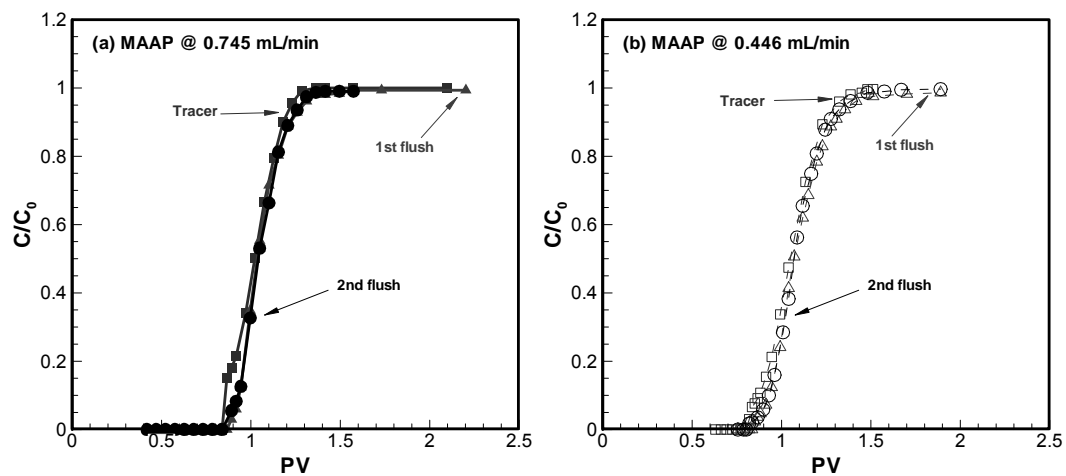 (a) MAAP @ 0.745 mL/min
Tracer
1st flush
2nd flush
C/C0
1.2
1
0.8
0.6
0.4
0.2
0
0 0.5 1 1.5 2 2.5
PV
(b) MAAP @ 0.446 mL/min
Tracer
1st flush
2nd flush
C/C0
1.2
1
0.8
0.6
0.4
0.2
0
0 0.5 1 1.5 2 2.5
PV